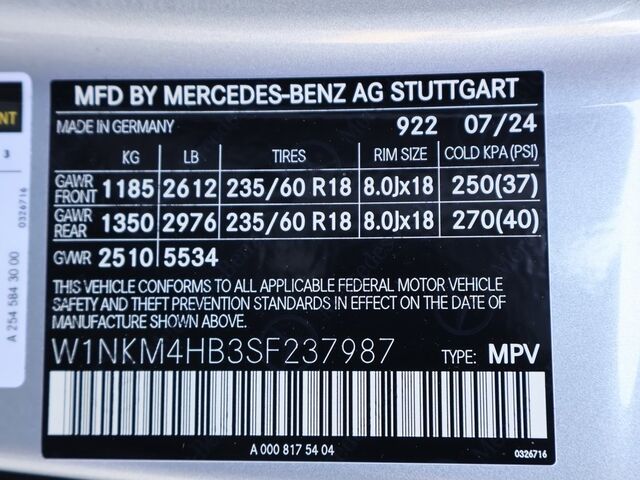 MFD BY MERCEDES-BENZ AG STUTTGART
MADE IN GERMANY 922 07/24
KG LB TIRES RIM SIZE COLD KPA(PSI)
GAWR FRONT 1185 2612 235/60 R18 8.0Jx18 250(37)
GAWR REAR 1350 2976 235/60 R18 8.0Jx18 270(40)
GVWR 2510 5534
THIS VEHICLE CONFORMS TO ALL APPLICABLE FEDERAL MOTOR VEHICLE
SAFETY AND THEFT PREVENTION STANDARDS IN EFFECT ON THE DATE OF
MANUFACTURE SHOWN ABOVE.
W1NKM4HB3SF237987 TYPE: MPV
A 000 817 54 04
0326716
3
0326716
A 254 584 30 00